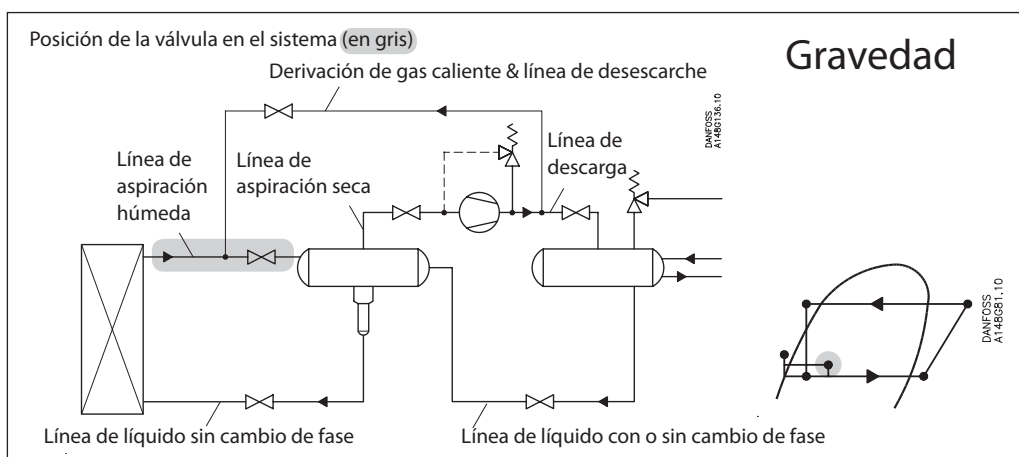 Posición de la válvula en el sistema (en gris)
Gravedad
Derivación de gas caliente & línea de desescarche
DANFOSS
A148G136.10
Línea de
aspiración
húmeda
Línea de
aspiración seca
Línea de
descarga
DANFOSS
A148G81.10
Línea de líquido sin cambio de fase
Línea de líquido con o sin cambio de fase